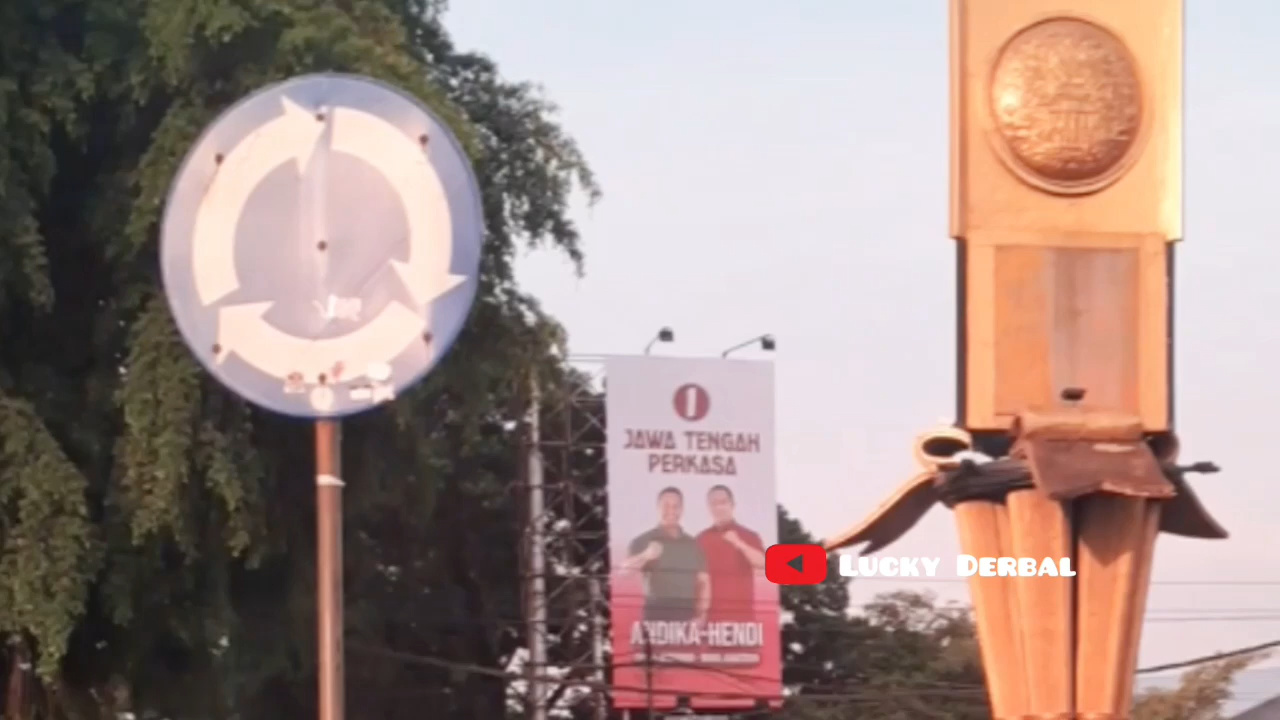 1
JAWA TENGAH
PERKASA
ANDIKA-HENDI
LUCKY DERBAL